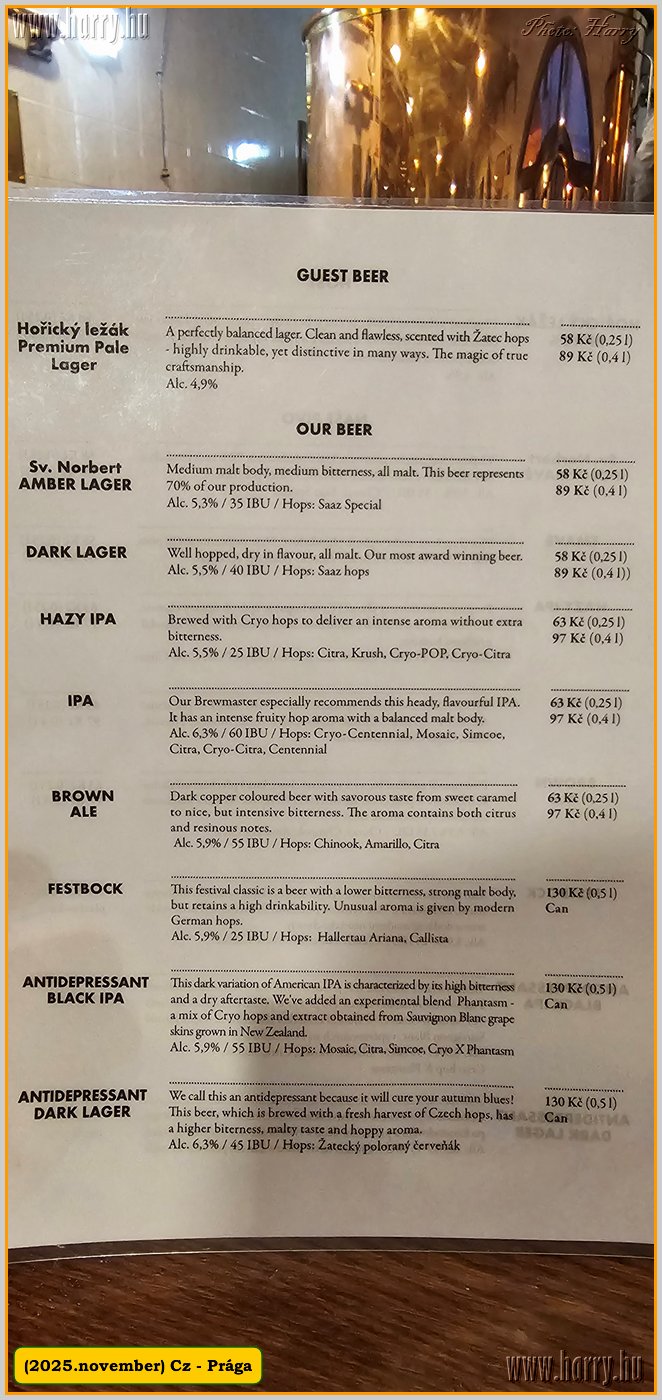 www.harry.hu
Photo: Harry
GUEST BEER
Hořický ležák
Premium Pale
Lager
A perfectly balanced lager. Clean and flawless, scented with Žatec hops
- highly drinkable, yet distinctive in many ways. The magic of true
craftsmanship.
Alc. 4,9%
58 Kč (0,25 l)
89 Kč (0,4 l)
OUR BEER
Sv. Norbert
AMBER LAGER
Medium malt body, medium bitterness, all malt. This beer represents
70% of our production.
Alc. 5,3% / 35 IBU / Hops: Saaz Special
58 Kč (0,25 l)
89 Kč (0,4 l)
DARK LAGER
Well hopped, dry in flavour, all malt. Our most award winning beer.
Alc. 5,5% / 40 IBU / Hops: Saaz hops
58 Kč (0,25 l)
89 Kč (0,4 l))
HAZY IPA
Brewed with Cryo hops to deliver an intense aroma without extra
bitterness.
Alc. 5,5% / 25 IBU / Hops: Citra, Krush, Cryo-POP, Cryo-Citra
63 Kč (0,25 l)
97 Kč (0,4 l)
IPA
Our Brewmaster especially recommends this heady, flavourful IPA.
It has an intense fruity hop aroma with a balanced malt body.
Alc. 6,3% / 60 IBU / Hops: Cryo-Centennial, Mosaic, Simcoe,
Citra, Cryo-Citra, Centennial
63 Kč (0,25 l)
97 Kč (0,4 l)
BROWN
ALE
Dark copper coloured beer with savorous taste from sweet caramel
to nice, but intensive bitterness. The aroma contains both citrus
and resinous notes.
Alc. 5,9% / 55 IBU / Hops: Chinook, Amarillo, Citra
63 Kč (0,25 l)
97 Kč (0,4 l)
FESTBOCK
This festival classic is a beer with a lower bitterness, strong malt body,
but retains a high drinkability. Unusual aroma is given by modern
German hops.
Alc. 5,9% / 25 IBU / Hops: Hallertau Ariana, Callista
130 Kč (0,5 l)
Can
ANTIDEPRESSANT
BLACK IPA
This dark variation of American IPA is characterized by its high bitterness
and a dry aftertaste. We've added an experimental blend Phantasm -
a mix of Cryo hops and extract obtained from Sauvignon Blanc grape
skins grown in New Zealand.
Alc. 5,9% / 55 IBU / Hops: Mosaic, Citra, Simcoe, Cryo X Phantasm
130 Kč (0,5 l)
Can
ANTIDEPRESSANT
DARK LAGER
We call this an antidepressant because it will cure your autumn blues!
This beer, which is brewed with a fresh harvest of Czech hops, has
a higher biterness, malty taste and hoppy aroma.
Alc. 6,3% / 45 IBU / Hops: Žatecký poloraný červeňák
130 Kč (0,5 l)
Can
(2025.november) Cz - Prága
www.harry.hu